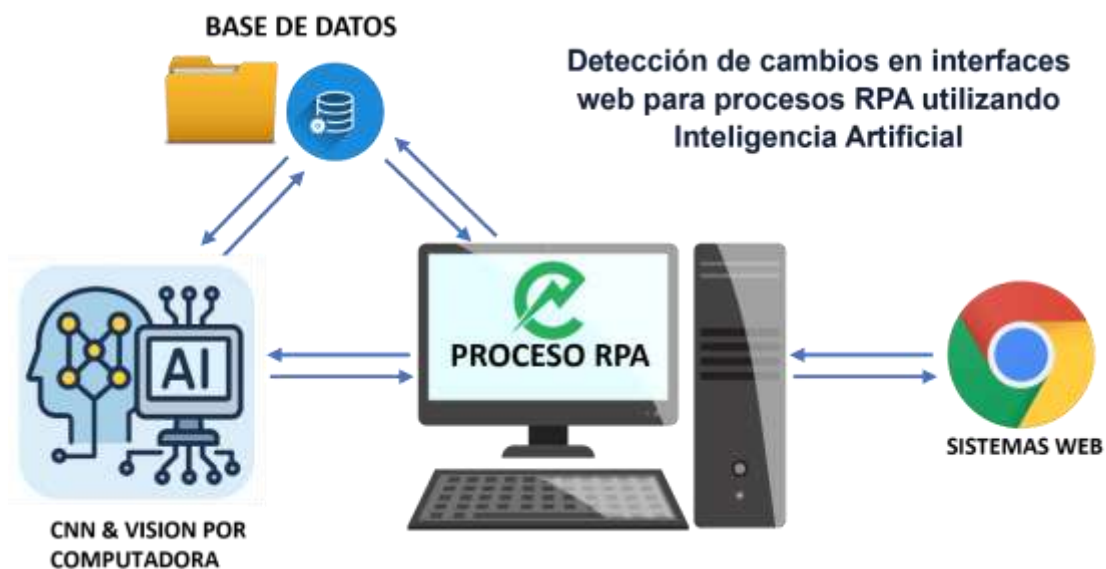 BASE DE DATOS
Detección de cambios en interfaces
web para procesos RPA utilizando
Inteligencia Artificial
AI
PROCESO RPA
SISTEMAS WEB
CNN & VISION POR
COMPUTADORA